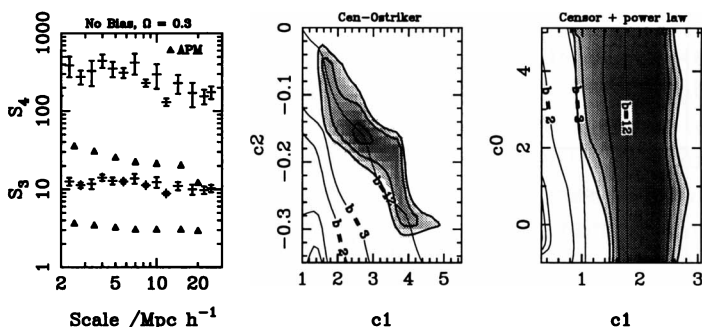 No Bias, Ω = 0.3
▲ APM
S₄
S₃
1000
100
10
1
2
5
10
20
Scale /Mpc h⁻¹
Cen-Ostriker
c2
0
−0.1
−0.2
−0.3
b=12
b = 3
b = 2
1 2 3 4 5
c1
Censor + power law
c0
5
0
b=2
b=3
b=12
1 2 3
c1